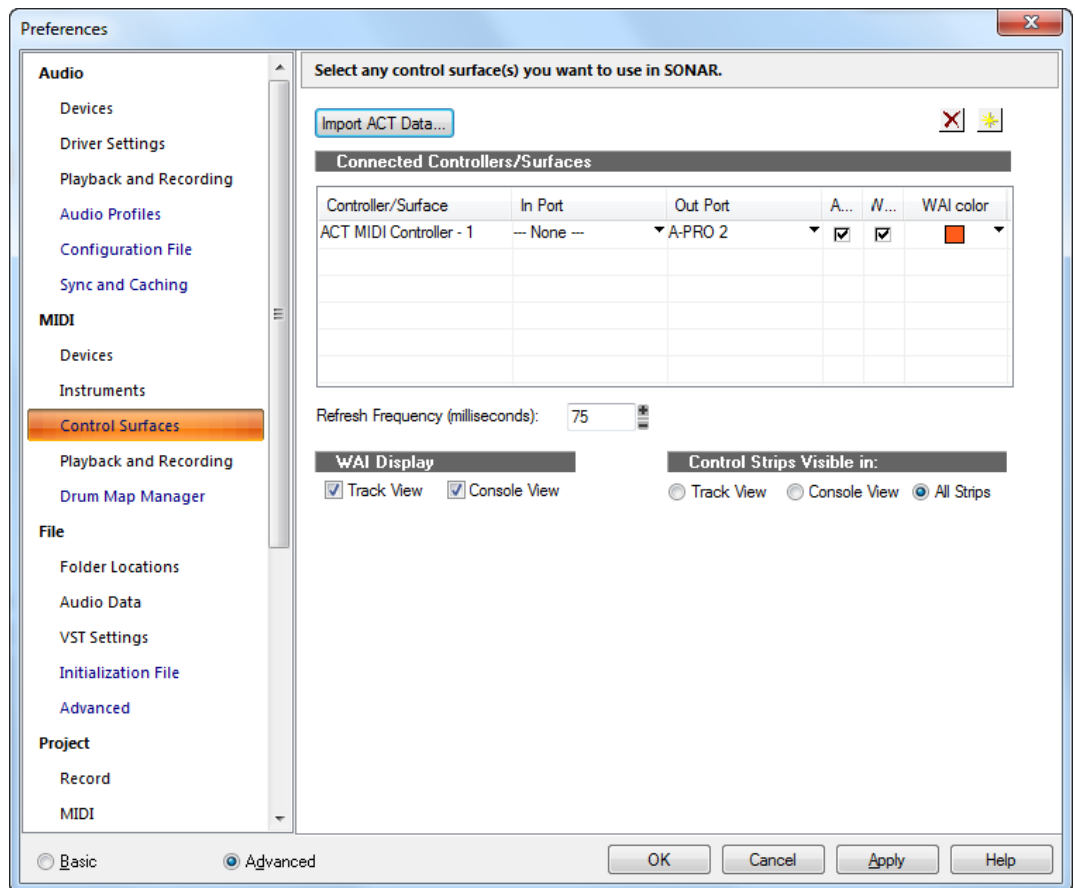 Preferences
Audio
Devices
Driver Settings
Playback and Recording
Audio Profiles
Configuration File
Sync and Caching
MIDI
Devices
Instruments
Control Surfaces
Playback and Recording
Drum Map Manager
File
Folder Locations
Audio Data
VST Settings
Initialization File
Advanced
Project
Record
MIDI
Select any control surface(s) you want to use in SONAR.
Import ACT Data...
Connected Controllers/Surfaces
Controller/Surface In Port Out Port A... W... WAI color
ACT MIDI Controller - 1 --- None --- A-PRO 2
Refresh Frequency (milliseconds): 75
WAI Display
Track View Console View
Control Strips Visible in:
Track View Console View All Strips
Basic Advanced OK Cancel Apply Help